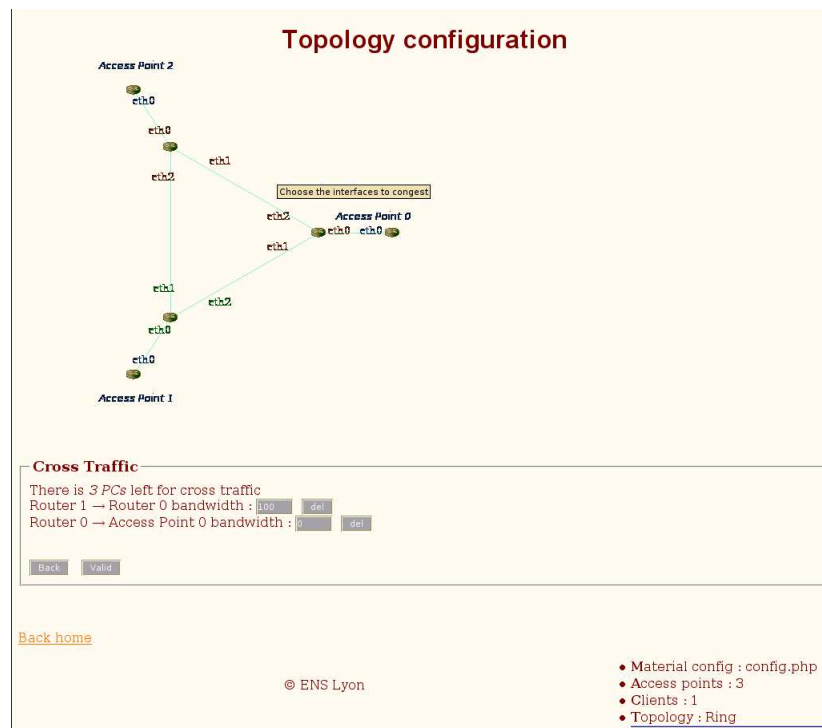 Topology configuration
Access Point 2
eth0
eth0
eth1
eth2
Choose the interfaces to congest
eth2
Access Point 0
eth0
eth0
eth1
eth1
eth2
eth0
eth0
Access Point 1
Cross Traffic
There is 3 PCs left for cross traffic
Router 1 → Router 0 bandwidth : 100 del
Router 0 → Access Point 0 bandwidth : 0 del
Back Valid
Back home
© ENS Lyon
• Material config : config.php
• Access points : 3
• Clients : 1
• Topology : Ring